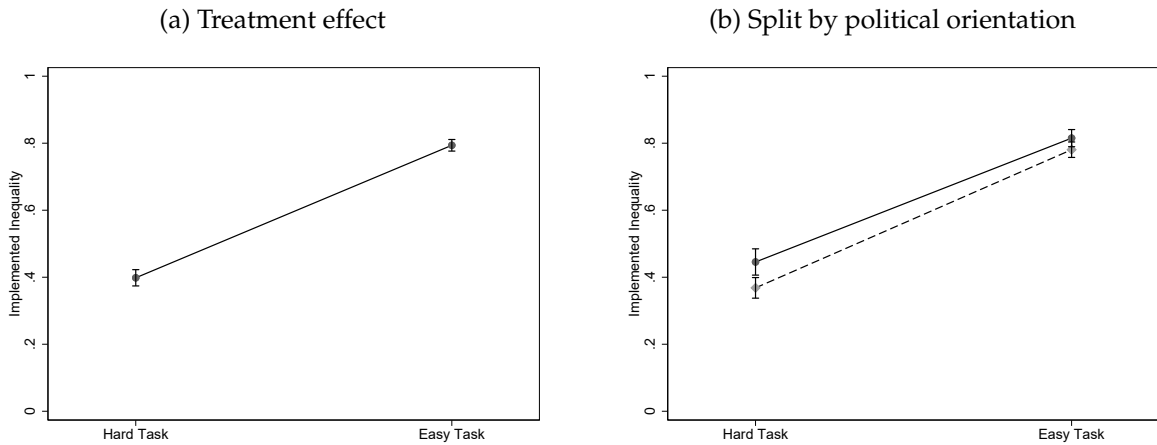 (a) Treatment effect
1
.8
.6
.4
.2
0
Implemented Inequality
Hard Task
Easy Task
(b) Split by political orientation
1
.8
.6
.4
.2
0
Implemented Inequality
Hard Task
Easy Task